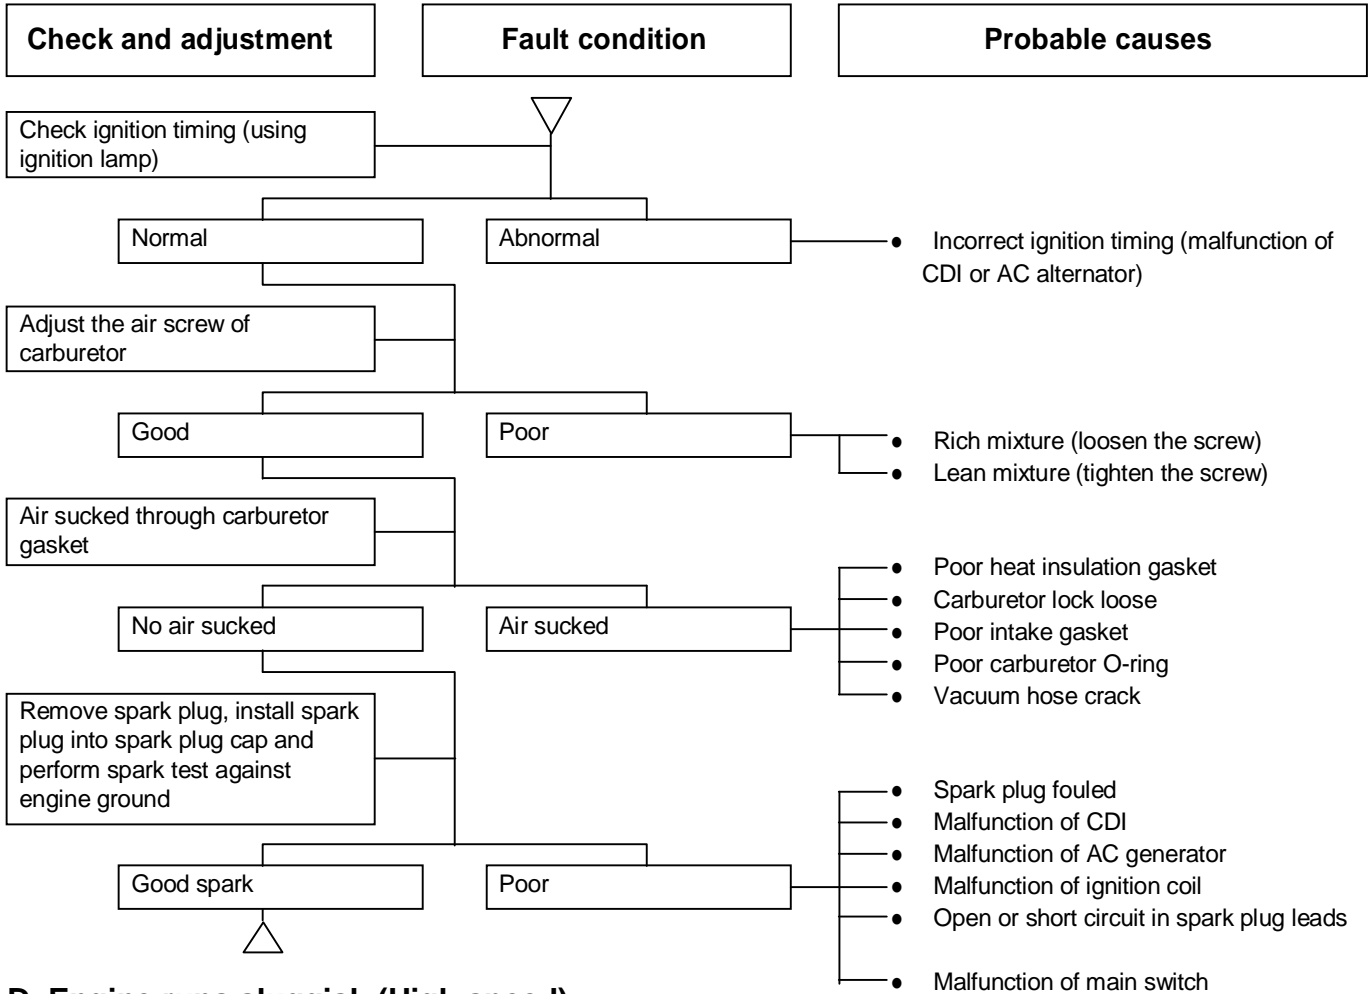 Check and adjustment
Fault condition
Probable causes
Check ignition timing (using
ignition lamp)
Normal
Abnormal
● Incorrect ignition timing (malfunction of
CDI or AC alternator)
Adjust the air screw of
carburetor
Good
Poor
● Rich mixture (loosen the screw)
● Lean mixture (tighten the screw)
Air sucked through carburetor
gasket
No air sucked
Air sucked
● Poor heat insulation gasket
● Carburetor lock loose
● Poor intake gasket
● Poor carburetor O-ring
● Vacuum hose crack
Remove spark plug, install spark
plug into spark plug cap and
perform spark test against
engine ground
Good spark
Poor
● Spark plug fouled
● Malfunction of CDI
● Malfunction of AC generator
● Malfunction of ignition coil
● Open or short circuit in spark plug leads
● Malfunction of main switch